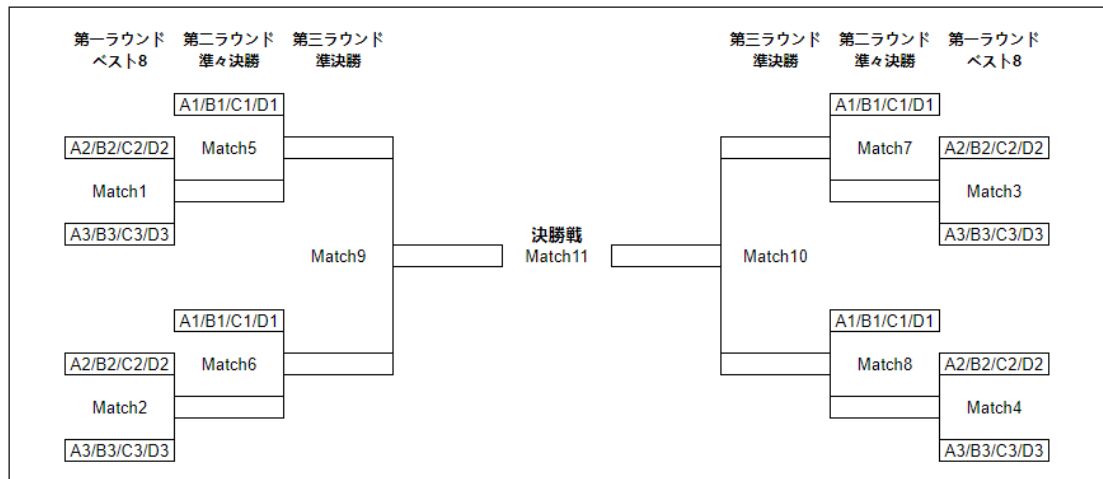 第一ラウンド 第二ラウンド 第三ラウンド 第三ラウンド 第二ラウンド 第一ラウンド
ベスト8 準々決勝 準決勝 準決勝 準々決勝 ベスト8
A1/B1/C1/D1 A1/B1/C1/D1
A2/B2/C2/D2 Match5 Match7 A2/B2/C2/D2
Match1 Match3
A3/B3/C3/D3 決勝戦 A3/B3/C3/D3
Match9 Match11 Match10
A1/B1/C1/D1 A1/B1/C1/D1
A2/B2/C2/D2 Match6 Match8 A2/B2/C2/D2
Match2 Match4
A3/B3/C3/D3 A3/B3/C3/D3